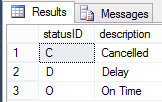 Results Messages
statusID description
1 C Cancelled
2 D Delay
3 O On Time